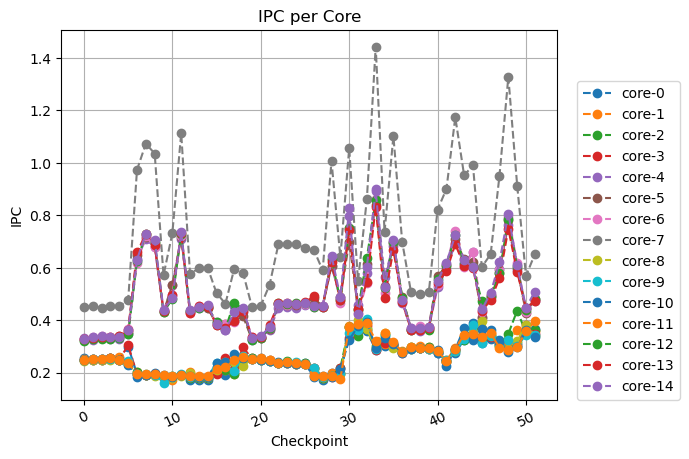 IPC per Core
IPC
1.4
1.2
1.0
0.8
0.6
0.4
0.2
0
10
20
30
40
50
Checkpoint
core-0
core-1
core-2
core-3
core-4
core-5
core-6
core-7
core-8
core-9
core-10
core-11
core-12
core-13
core-14